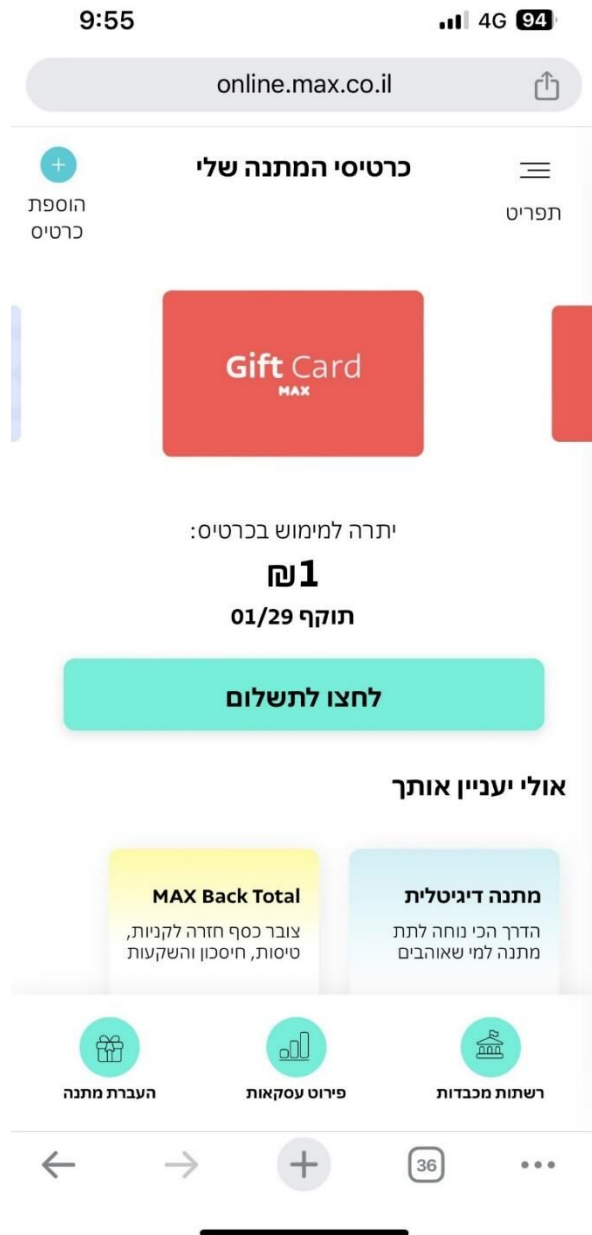 9:55
4G 94
online.max.co.il
כרטיסי המתנה שלי
תפריט
הוספת
כרטיס
Gift Card
MAX
יתרה למימוש בכרטיס:
₪1
תוקף 01/29
לחצו לתשלום
אולי יעניין אותך
מתנה דיגיטלית
הדרך הכי נוחה לתת
מתנה למי שאוהבים
MAX Back Total
צובר כסף חזרה לקניות,
טיסות, חיסכון והשקעות
רשתות מכבדות
פירוט עסקאות
העברת מתנה
36